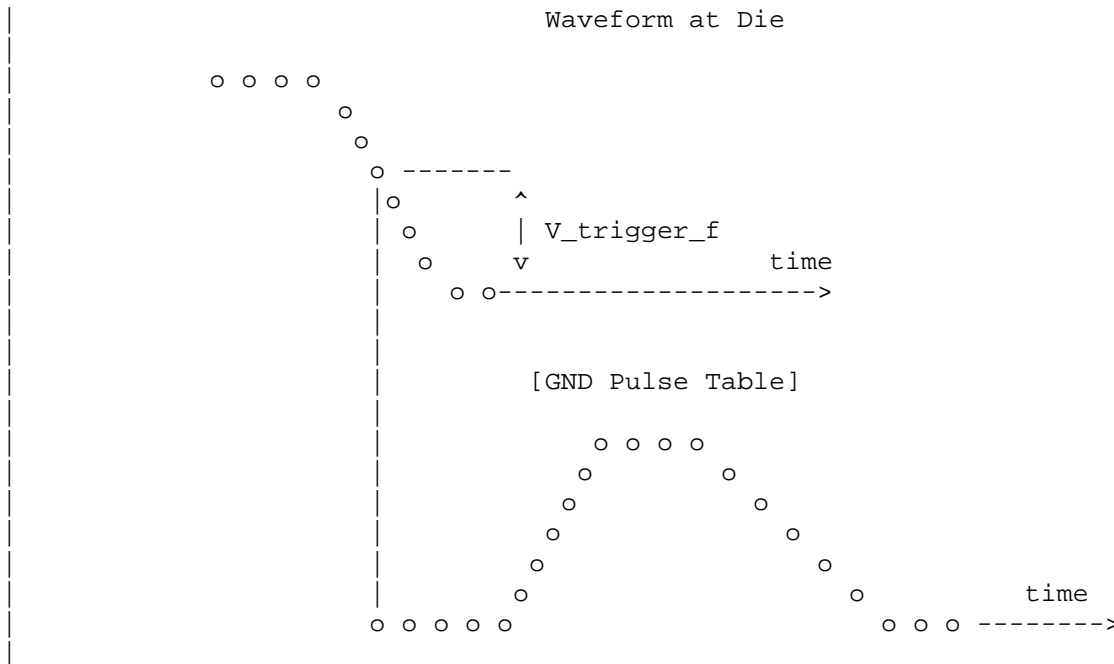 Waveform at Die
V_trigger_f
time
[GND Pulse Table]
time